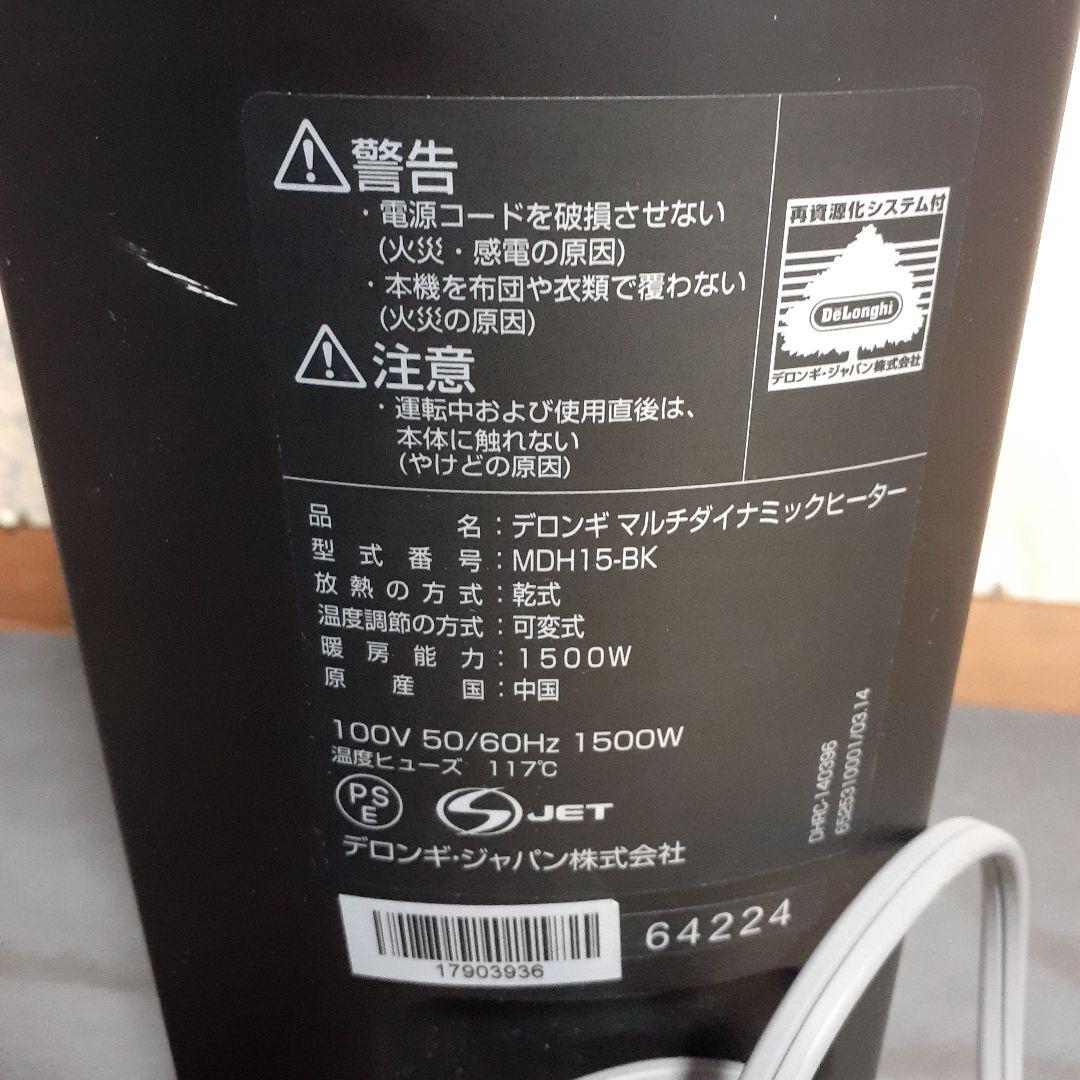 警告
・電源コードを破損させない
(火災・感電の原因)
・本機を布団や衣類で覆わない
(火災の原因)
注意
・運転中および使用直後は、
本体に触れない
(やけどの原因)
再資源化システム付
DeLonghi
デロンギ・ジャパン株式会社
品名：デロンギ マルチダイナミックヒーター
型式番号：MDH15-BK
放熱の方式：乾式
温度調節の方式：可変式
暖房能力：1500W
原産国：中国
100V 50/60Hz 1500W
温度ヒューズ 117℃
PSE
JET
デロンギ・ジャパン株式会社
DHRC-140396
6525310001/03.14
17903936
64224